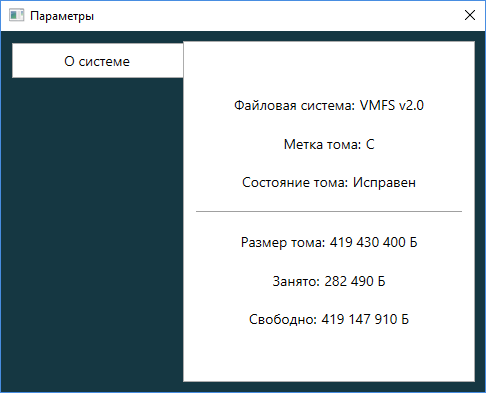 Параметры
О системе
Файловая система: VMFS v2.0
Метка тома: C
Состояние тома: Исправен
Размер тома: 419 430 400 Б
Занято: 282 490 Б
Свободно: 419 147 910 Б